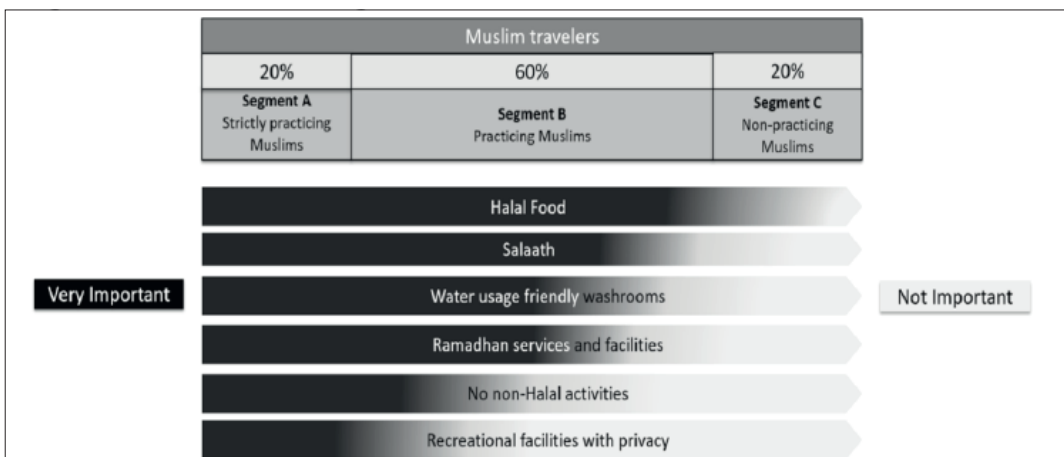 Muslim travelers
20%
60%
20%
Segment A
Strictly practicing
Muslims
Segment B
Practicing Muslims
Segment C
Non-practicing
Muslims
Halal Food
Salaath
Very Important
Water usage friendly washrooms
Not Important
Ramadhan services and facilities
No non-Halal activities
Recreational facilities with privacy